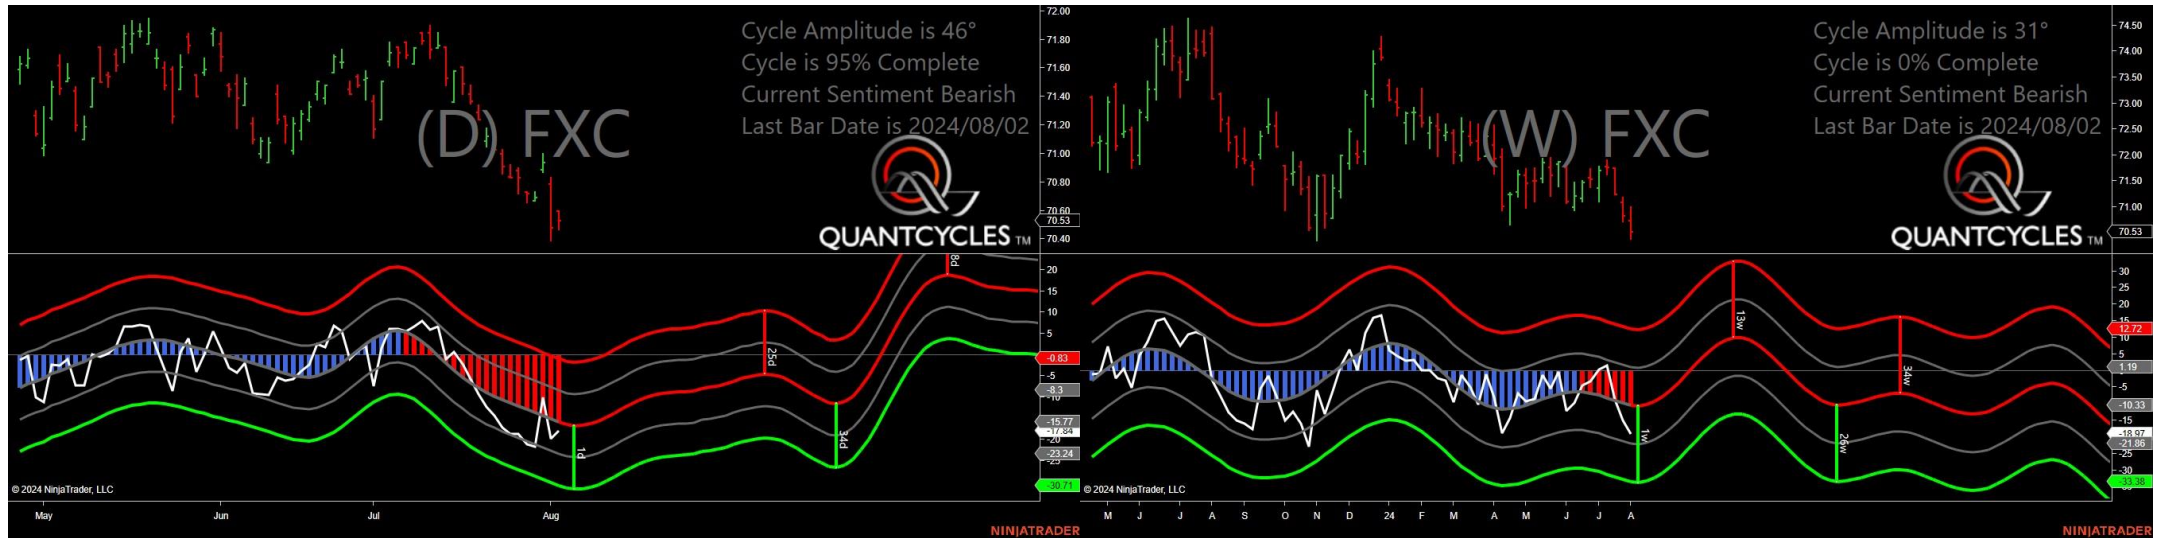 72.00
Cycle Amplitude is 46°
71.80
Cycle is 95% Complete
71.60
Current Sentiment Bearish
71.40
Last Bar Date is 2024/08/02
71.20
(D) FXC
71.00
70.80
70.60
70.53
QUANTCYCLES TM
70.40
8d
20
15
10
5
25d
-0.83
-5
-8.3
-10
-15.77
-17.84
34d
-20
1d
-23.24
-25
-30.71
© 2024 NinjaTrader, LLC
May Jun Jul Aug
NINJATRADER
74.50
Cycle Amplitude is 31°
74.00
Cycle is 0% Complete
73.50
Current Sentiment Bearish
73.00
Last Bar Date is 2024/08/02
72.50
(W) FXC
72.00
71.50
71.00
QUANTCYCLES TM
70.53
30
25
20
13w
15
12.72
10
5
34w
1.19
-5
-10.33
-15
1w
26w
-18.97
-21.86
-25
-30
-33.38
© 2024 NinjaTrader, LLC
M J J A S O N D 24 F M A M J J A
NINJATRADER